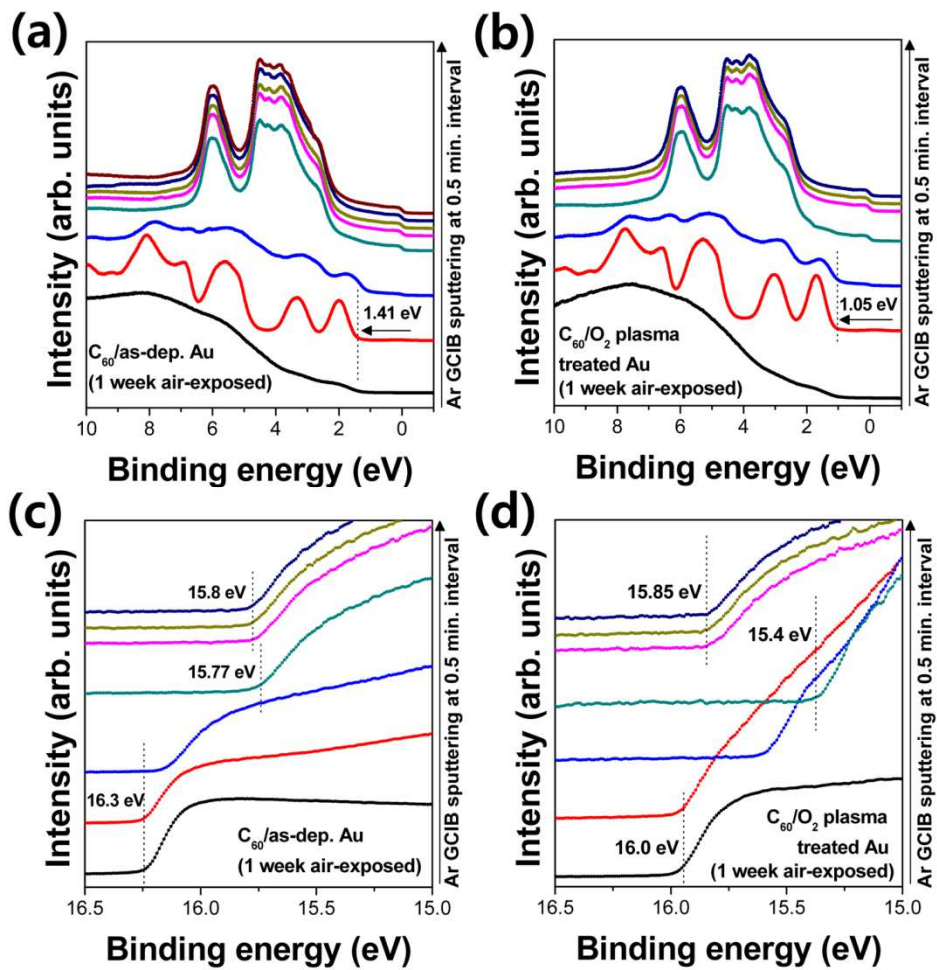 (a)
Intensity (arb. units)
1.41 eV
C60/as-dep. Au
(1 week air-exposed)
10 8 6 4 2 0
Binding energy (eV)
Ar GCIB sputtering at 0.5 min. interval
(b)
Intensity (arb. units)
1.05 eV
C60/O2 plasma
treated Au
(1 week air-exposed)
10 8 6 4 2 0
Binding energy (eV)
Ar GCIB sputtering at 0.5 min. interval
(c)
Intensity (arb. units)
15.8 eV
15.77 eV
16.3 eV
C60/as-dep. Au
(1 week air-exposed)
16.5 16.0 15.5 15.0
Binding energy (eV)
Ar GCIB sputtering at 0.5 min. interval
(d)
Intensity (arb. units)
15.85 eV
15.4 eV
16.0 eV
C60/O2 plasma
treated Au
(1 week air-exposed)
16.5 16.0 15.5 15.0
Binding energy (eV)
Ar GCIB sputtering at 0.5 min. interval